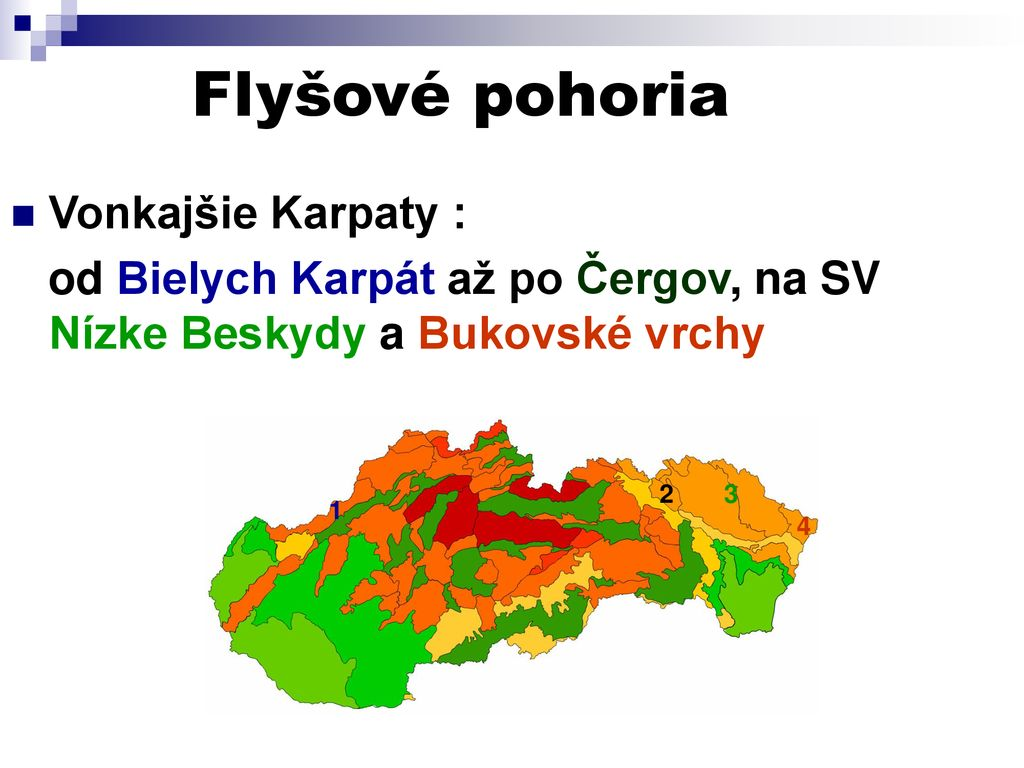 Flyšové pohoria
Vonkajšie Karpaty :
od Bielych Karpát až po Čergov, na SV
Nízke Beskydy a Bukovské vrchy
1
2
3
4